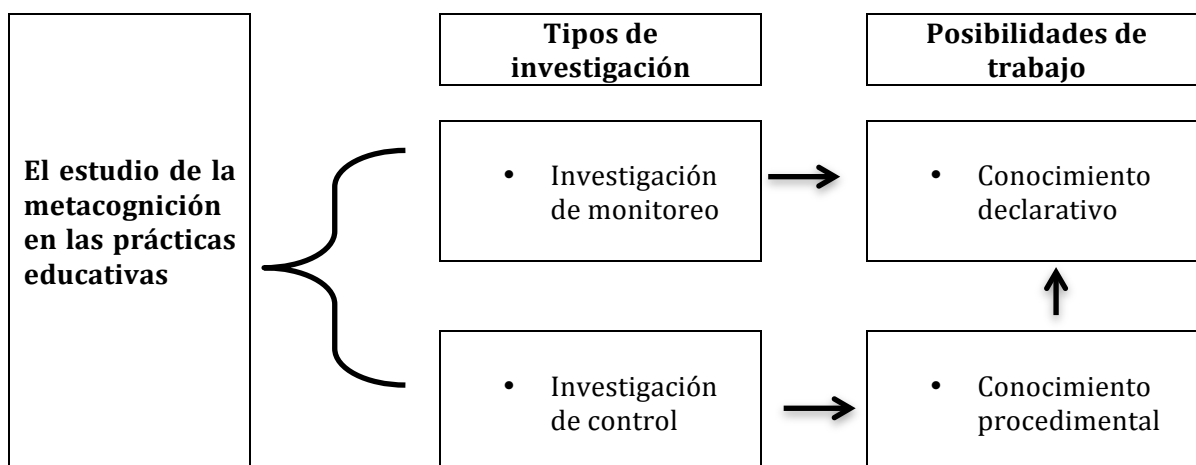 El estudio de la
metacognición
en las prácticas
educativas
Tipos de
investigación
Posibilidades de
trabajo
• Investigación
de monitoreo
• Conocimiento
declarativo
• Investigación
de control
• Conocimiento
procedimental